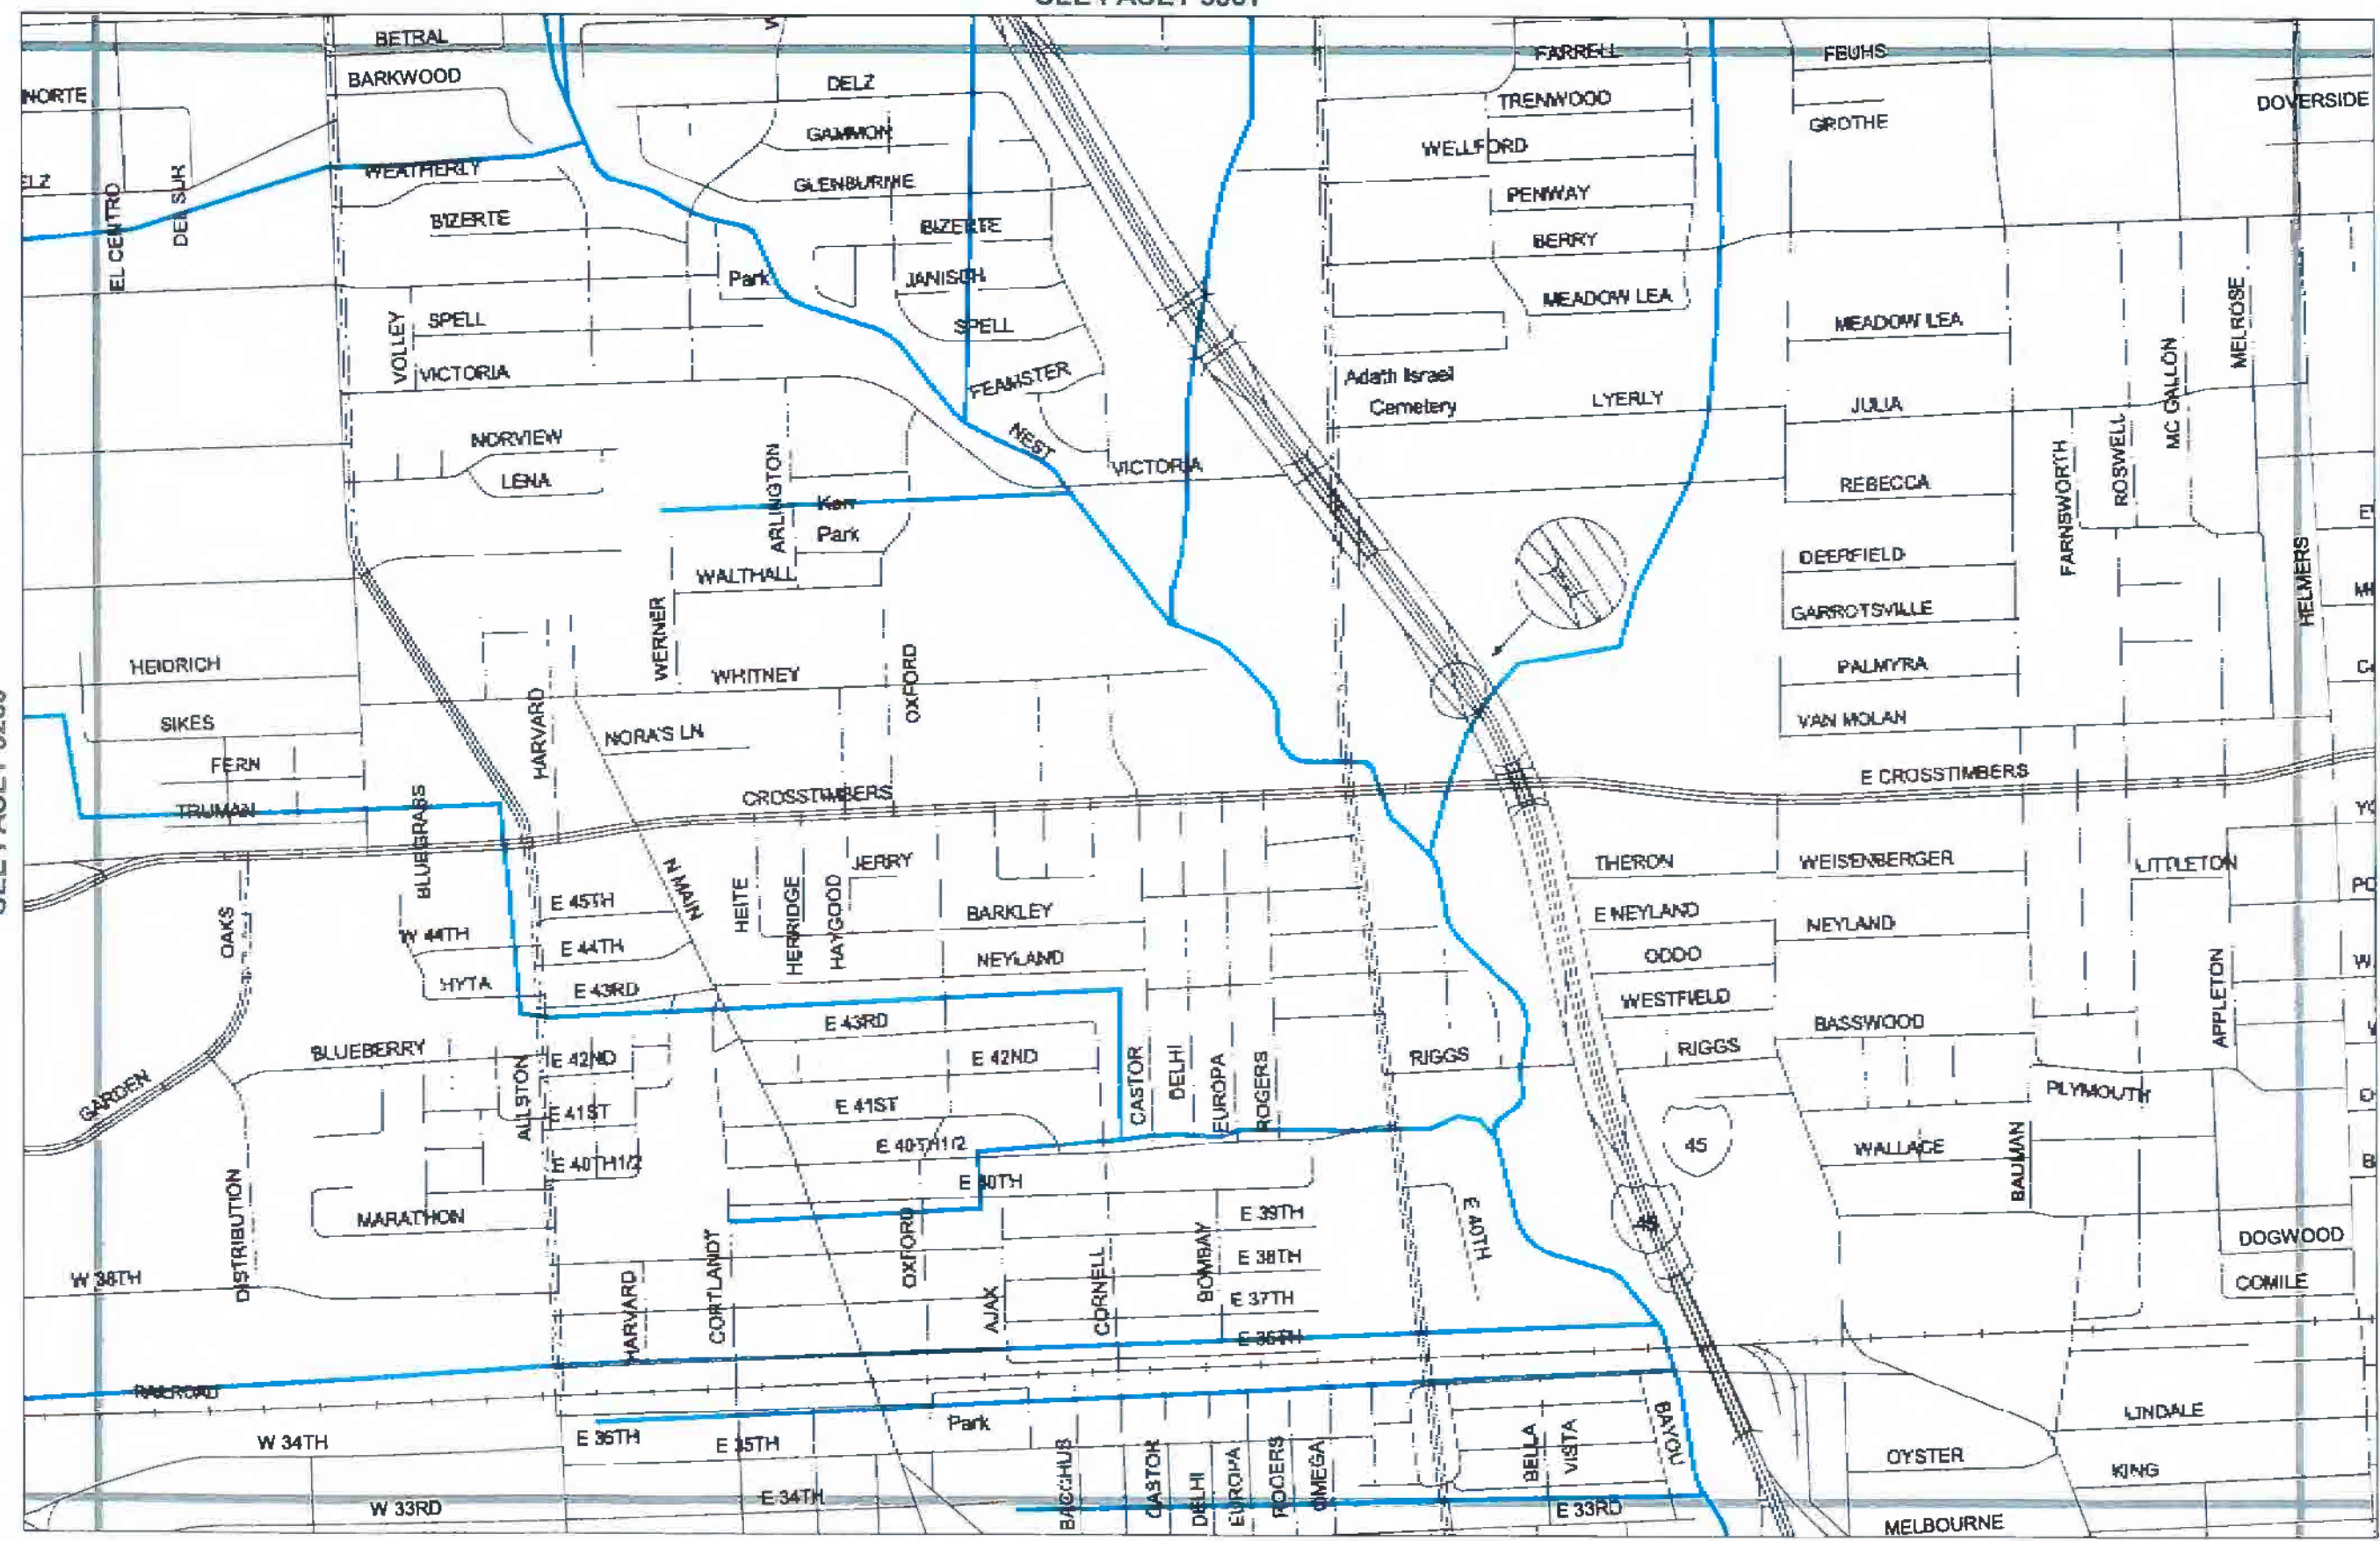 BETRAL
FARRELL
BARKWOOD
DELZ
TRENWOOD
NORTE
DOVERSIDE
GROTHE
GAMMON
WELLFORD
WEATHERLY
PENWAY
EL CENTRO
DEL SUR
BIZERTE
BIZERTE
BERRY
Park
JANISCH
MEADOW LEA
VOLLEY
SPELL
SPELL
MEADOW LEA
MELROSE
VICTORIA
FEAMSTER
Adath Israel
Cemetery
LYERLY
JULIA
MC GALLON
NORVIEW
NEST
LENA
ARLINGTON
VICTORIA
REBECCA
FARNSWORTH
ROSWELL
Park
WALTHALL
DEERFIELD
HELMERS
WERNER
GARROTSVILLE
HEIDRICH
WHITNEY
OXFORD
PALMYRA
SIKES
HARVARD
NORA'S LN
VAN MOLAN
FERN
CROSSTIMBERS
E CROSSTIMBERS
TRUMAN
BLUEGRASS
JERRY
THERON
WEISENBERGER
LITTLETON
OAKS
E 45TH
N MAIN
HEITE
HERRIDGE
HAYGOOD
BARKLEY
E NEYLAND
NEYLAND
W 44TH
E 44TH
NEYLAND
ODDO
HYTA
E 43RD
WESTFIELD
APPLETON
E 43RD
BASSWOOD
BLUEBERRY
E 42ND
E 42ND
RIGGS
RIGGS
GARDEN
ALLSTON
E 41ST
E 41ST
CASTOR
DELHI
EUROPA
ROGERS
PLYMOUTH
E 40TH1/2
E 40TH1/2
45
WALLACE
BAUMAN
E 40TH
DISTRIBUTION
MARATHON
E 39TH
E 40TH
W 38TH
HARVARD
CORTLANDT
OXFORD
AJAX
CORNELL
BOMBAY
E 38TH
DOGWOOD
E 37TH
COMILE
RAILROAD
Park
LINDALE
W 34TH
E 36TH
E 35TH
BACCHUS
CASTOR
DELHI
EUROPA
OMEGA
BELLA
VISTA
BAYOU
OYSTER
KING
W 33RD
E 34TH
E 33RD
MELBOURNE